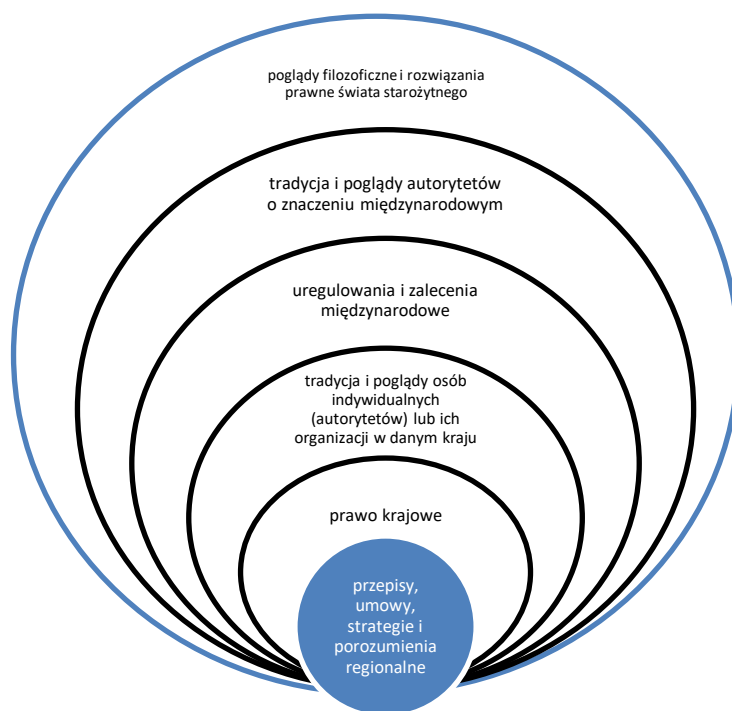 poglądy filozoficzne i rozwiązania
prawne świata starożytnego
tradycja i poglądy autorytetów
o znaczeniu międzynarodowym
uregulowania i zalecenia
międzynarodowe
tradycja i poglądy osób
indywidualnych
(autorytetów) lub ich
organizacji w danym kraju
prawo krajowe
przepisy,
umowy,
strategie i
porozumienia
regionalne